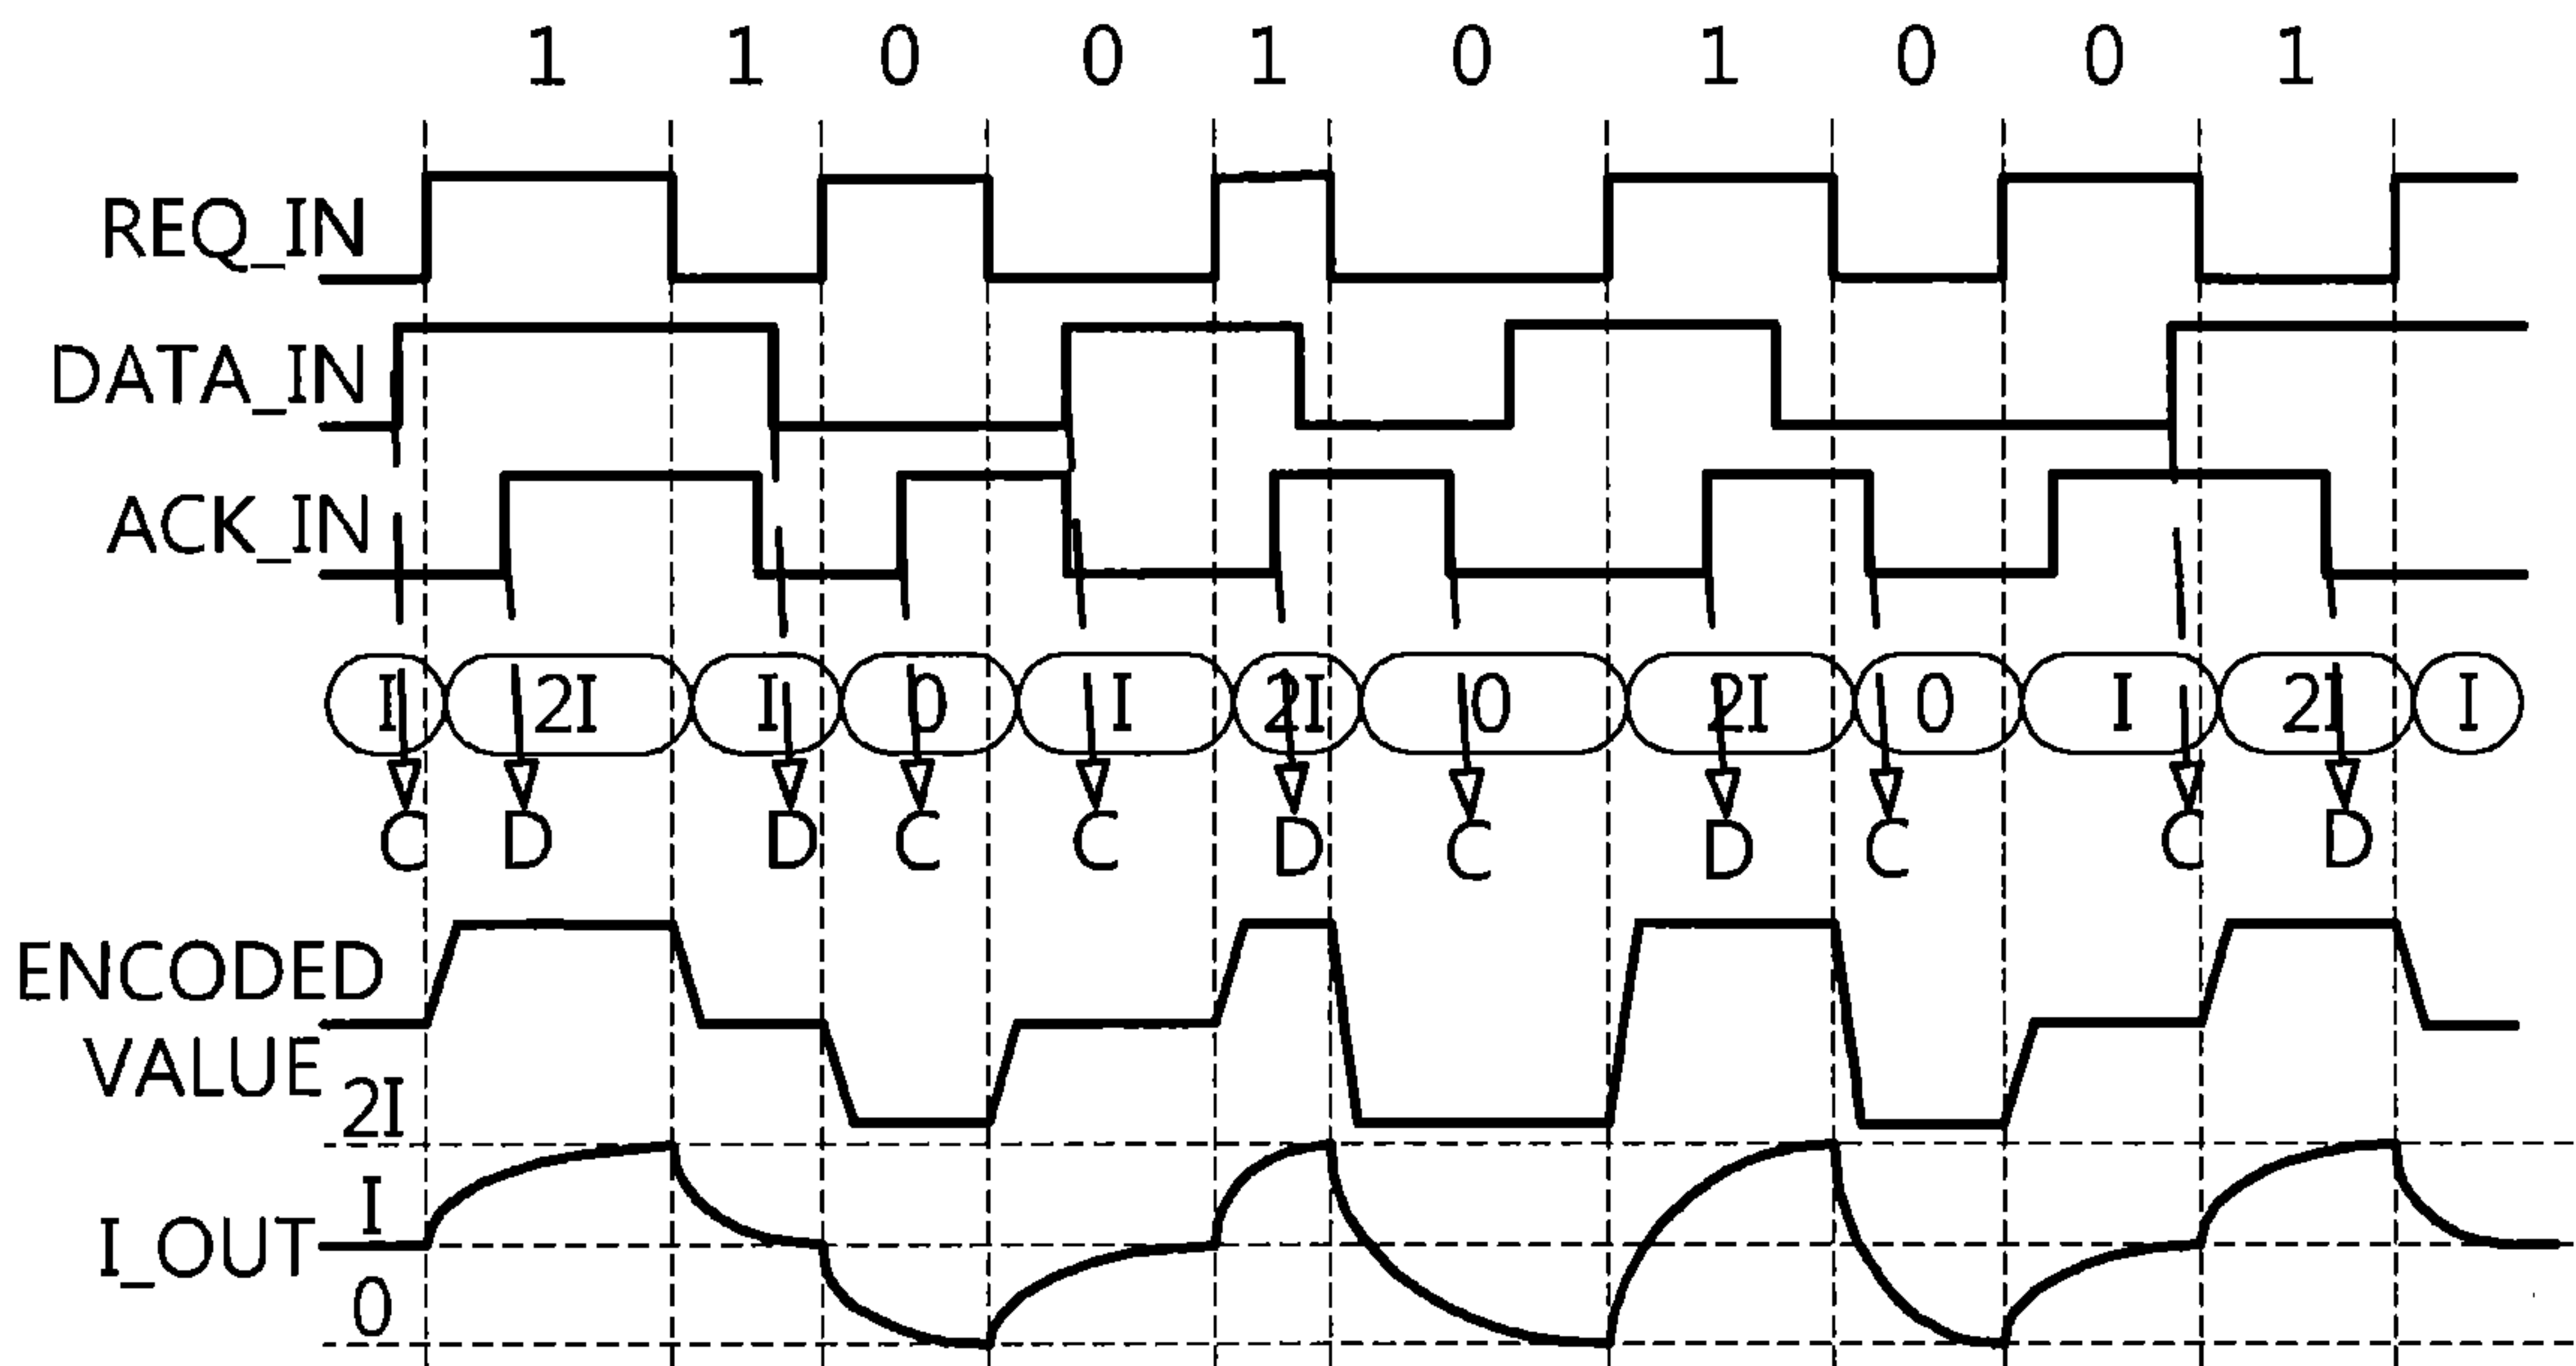 1 1 0 0 1 0 1 0 0 1
REQ_IN
DATA_IN
ACK_IN
I 2I I 0 I 2I 0 2I 0 I 2I I
C D D C C D C D C C D
ENCODED
VALUE
2I
I
I_OUT
0